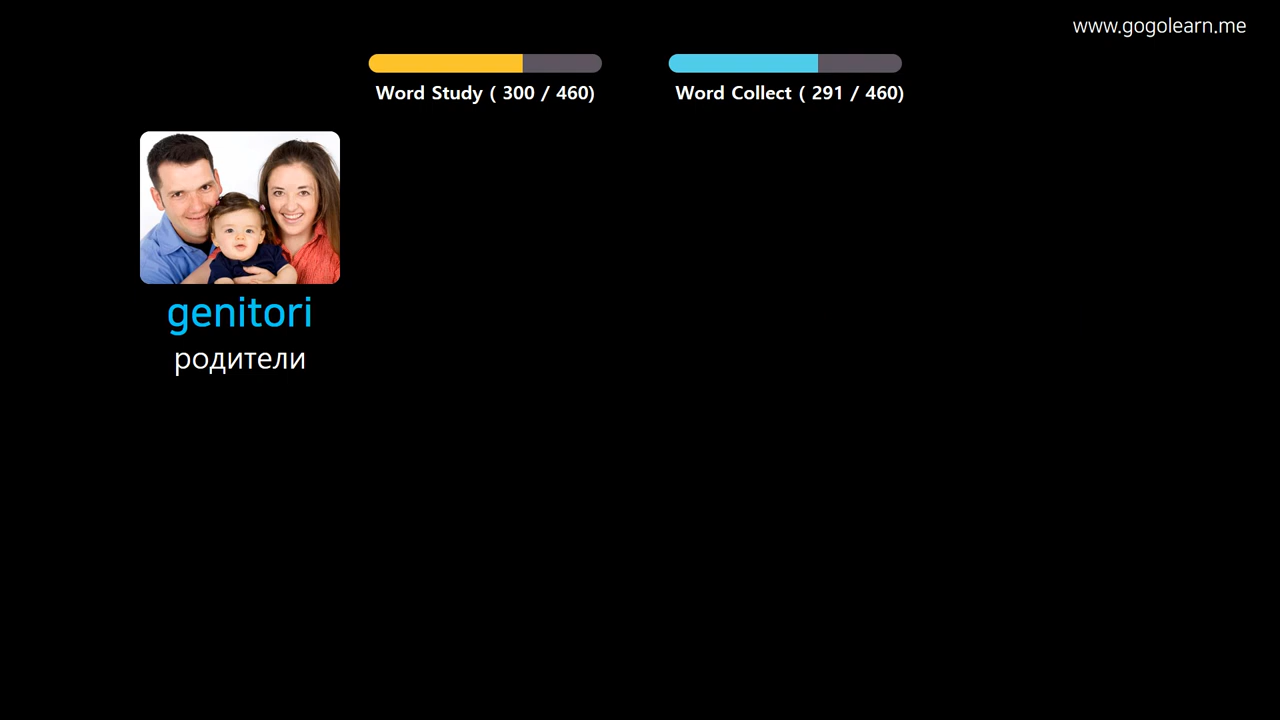 www.gogolearn.me
Word Study ( 300 / 460)
Word Collect ( 291 / 460)
genitori
родители